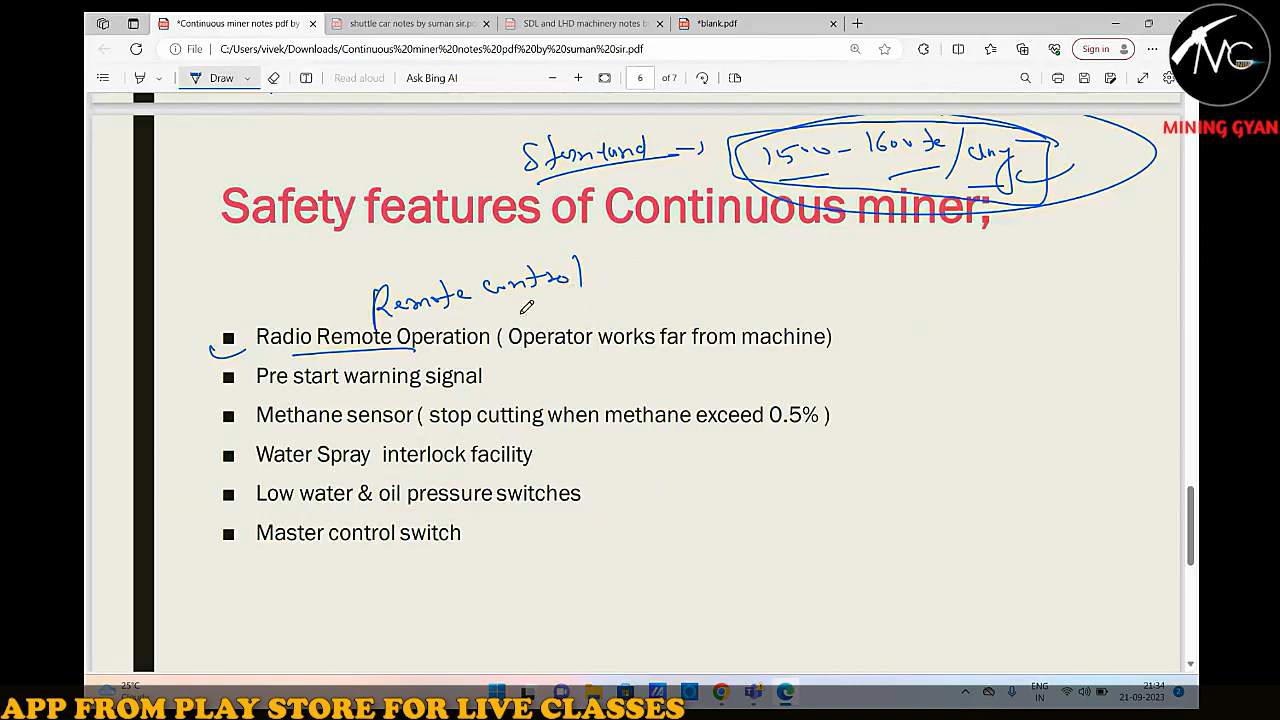 *Continuous miner notes pdf by
shuttle car notes by suman sir.pd
SDL and LHD machinery notes b
*blank.pdf
MG
MINING GYAN
File
C:/Users/vivek/Downloads/Continuous%20miner%20notes%20pdf%20by%20suman%20sir.pdf
Sign in
Draw
Read aloud
Ask Bing AI
6
of 7
1500 - 1600 te/day
Safety features of Continuous miner;
Remote control
Radio Remote Operation ( Operator works far from machine)
Pre start warning signal
Methane sensor ( stop cutting when methane exceed 0.5% )
Water Spray interlock facility
Low water & oil pressure switches
Master control switch
25°C
Cloudy
ENG
IN
21:34
21-09-2023
2
APP FROM PLAY STORE FOR LIVE CLASSES